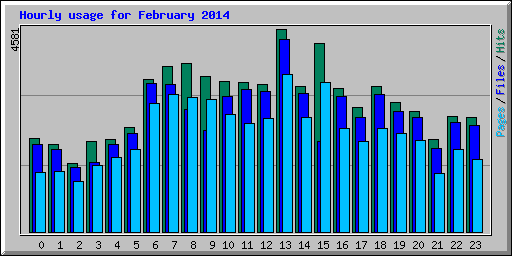 Hourly usage for February 2014
4581
Pages / Files / Hits
0 1 2 3 4 5 6 7 8 9 10 11 12 13 14 15 16 17 18 19 20 21 22 23